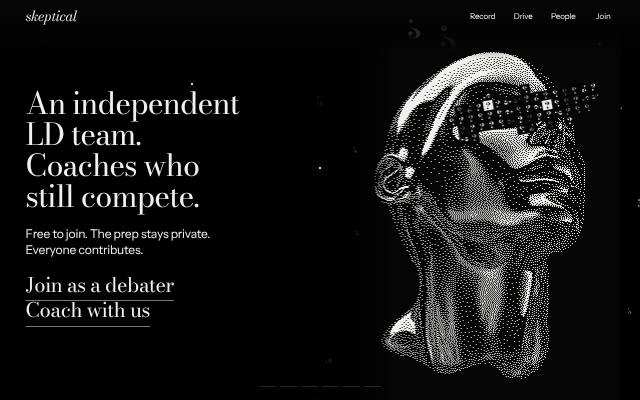 skeptical
Record Drive People Join
An independent
LD team.
Coaches who
still compete.
Free to join. The prep stays private.
Everyone contributes.
Join as a debater
Coach with us